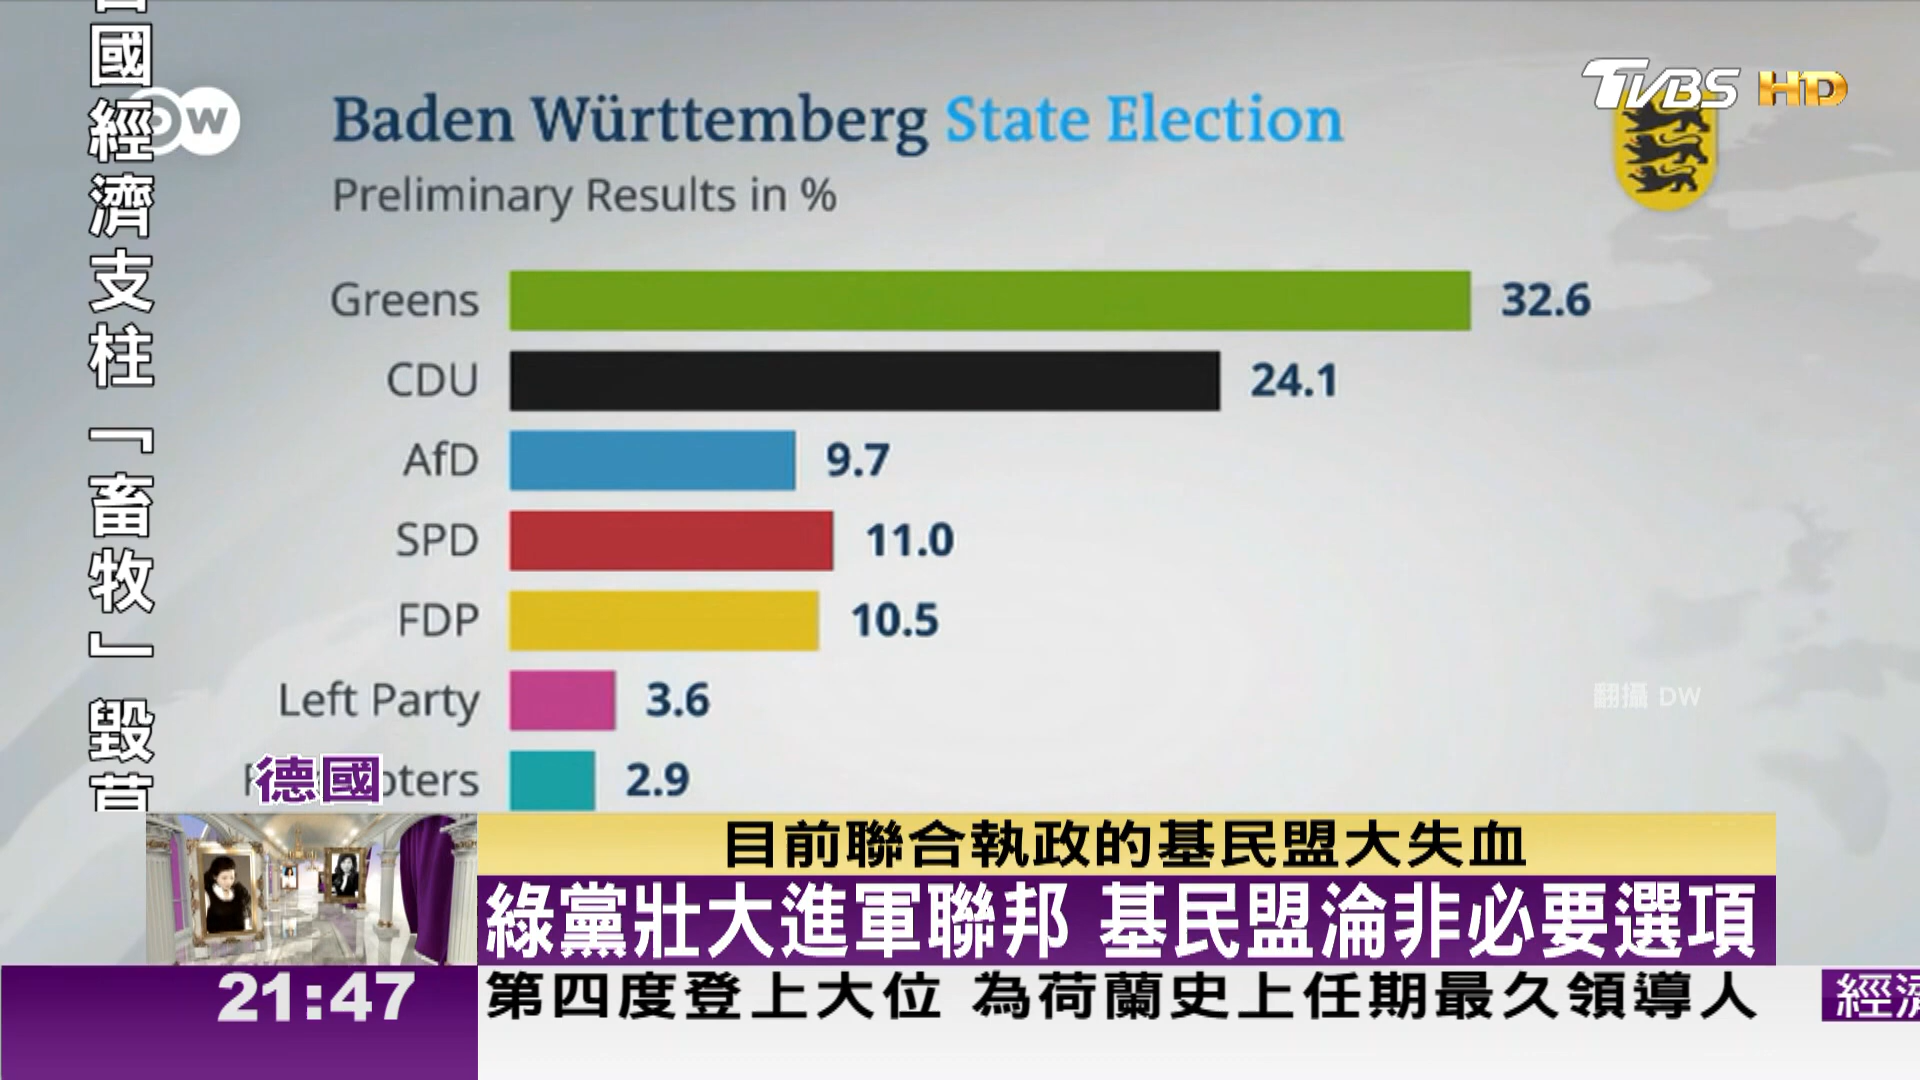 國經濟支柱「畜牧」毀
DW
TVBS HD
Baden Württemberg State Election
Preliminary Results in %
Greens 32.6
CDU 24.1
AfD 9.7
SPD 11.0
FDP 10.5
Left Party 3.6
2.9
翻攝 DW
德國
目前聯合執政的基民盟大失血
綠黨壯大進軍聯邦 基民盟淪非必要選項
21:47
第四度登上大位 為荷蘭史上任期最久領導人
經濟